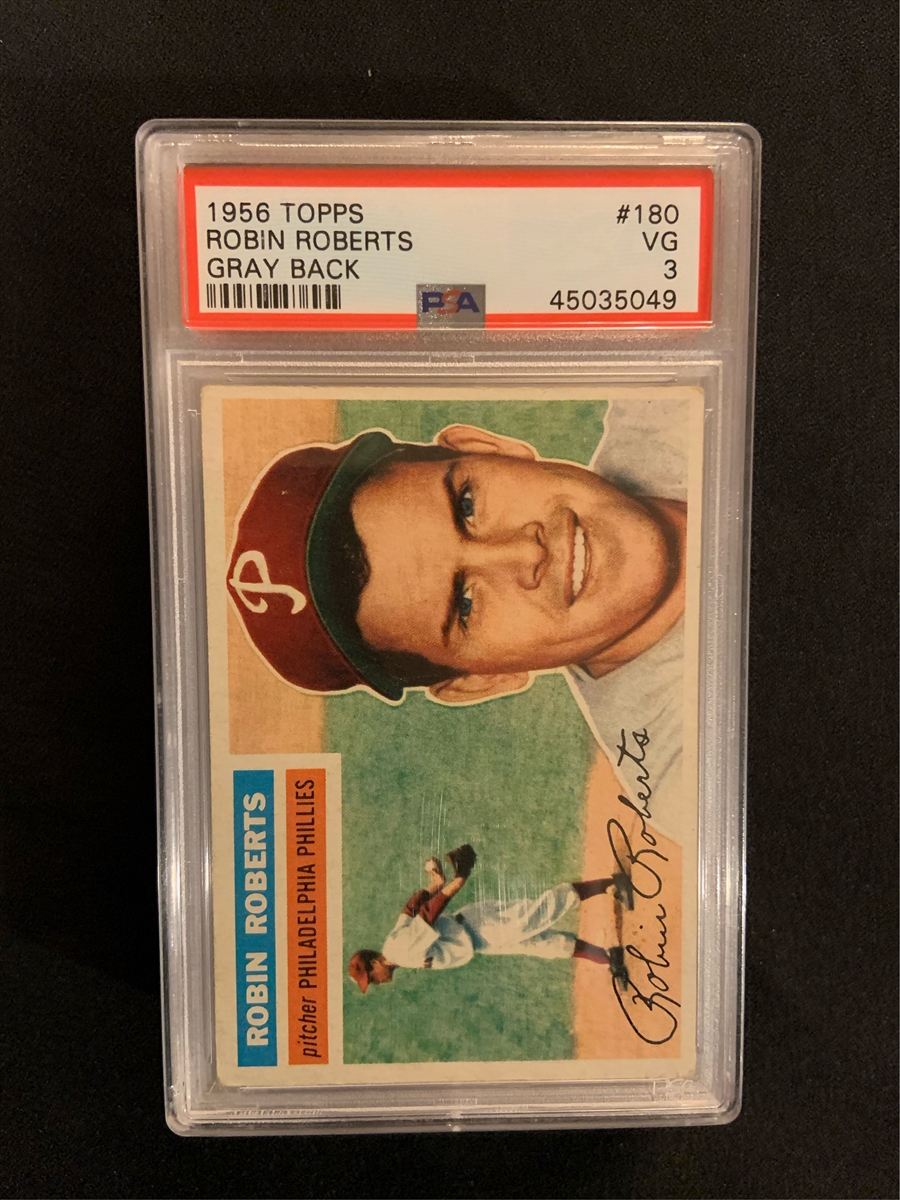 1956 TOPPS #180
ROBIN ROBERTS VG
GRAY BACK 3
PSA 45035049
P
ROBIN ROBERTS
pitcher PHILADELPHIA PHILLIES
Robin Roberts